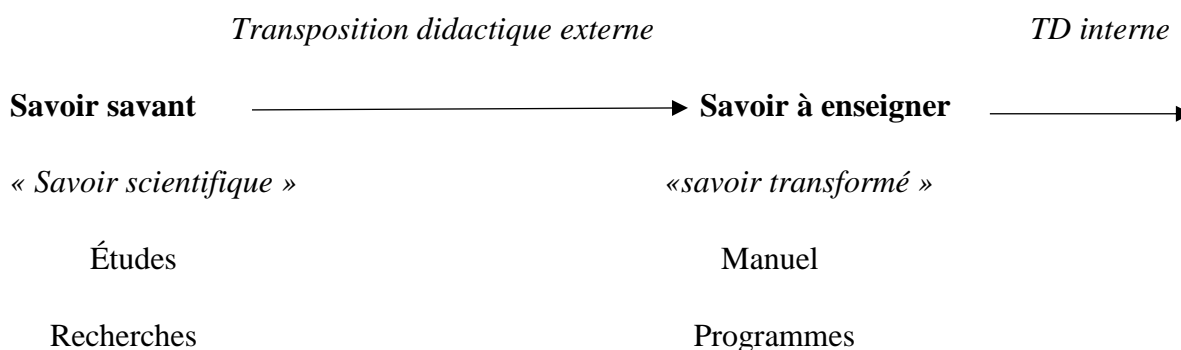 Transposition didactique externe TD interne
Savoir savant Savoir à enseigner
« Savoir scientifique » «savoir transformé »
Études Manuel
Recherches Programmes